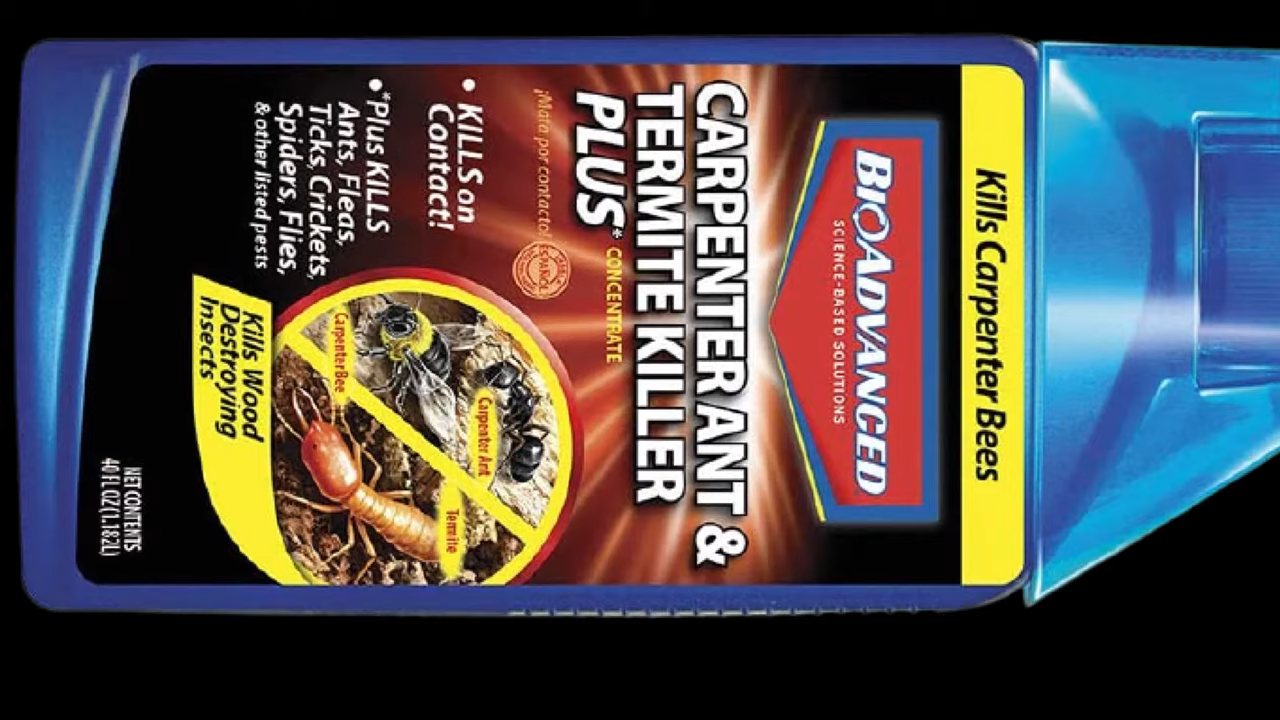 Kills Carpenter Bees
BIOADVANCED
SCIENCE-BASED SOLUTIONS
CARPENTER ANT &
TERMITE KILLER
PLUS* CONCENTRATE
¡Mata por contacto!
ESPAÑOL
• KILLS on
Contact!
• *Plus KILLS
Ants, Fleas,
Ticks, Crickets,
Spiders, Flies,
& other listed pests
Carpenter Ant
Carpenter Bee
Termite
Kills Wood
Destroying
Insects
NET CONTENTS
40 FL OZ (1.182L)